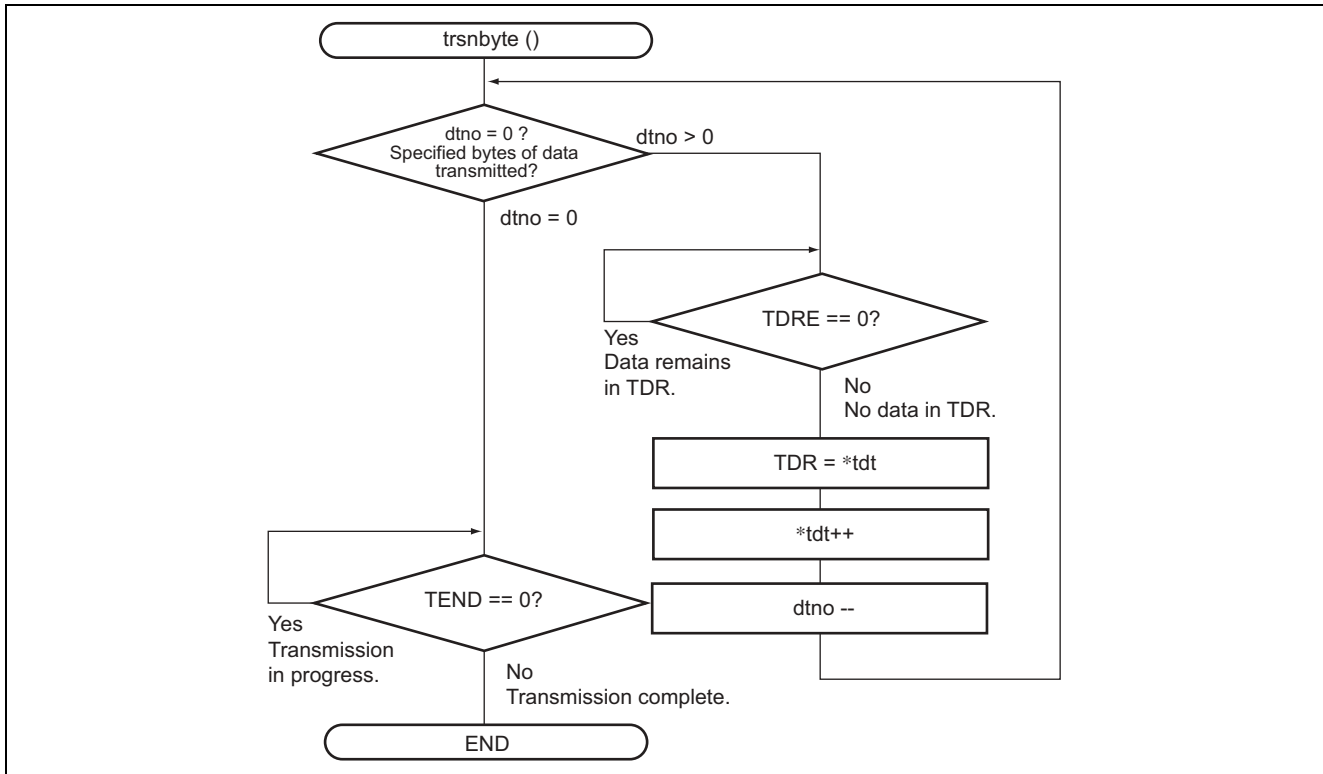 trsnbyte ()
dtno = 0 ?
Specified bytes of data
transmitted?
dtno > 0
dtno = 0
TDRE == 0?
Yes
Data remains
in TDR.
No
No data in TDR.
TDR = *tdt
*tdt++
dtno --
TEND == 0?
Yes
Transmission
in progress.
No
Transmission complete.
END